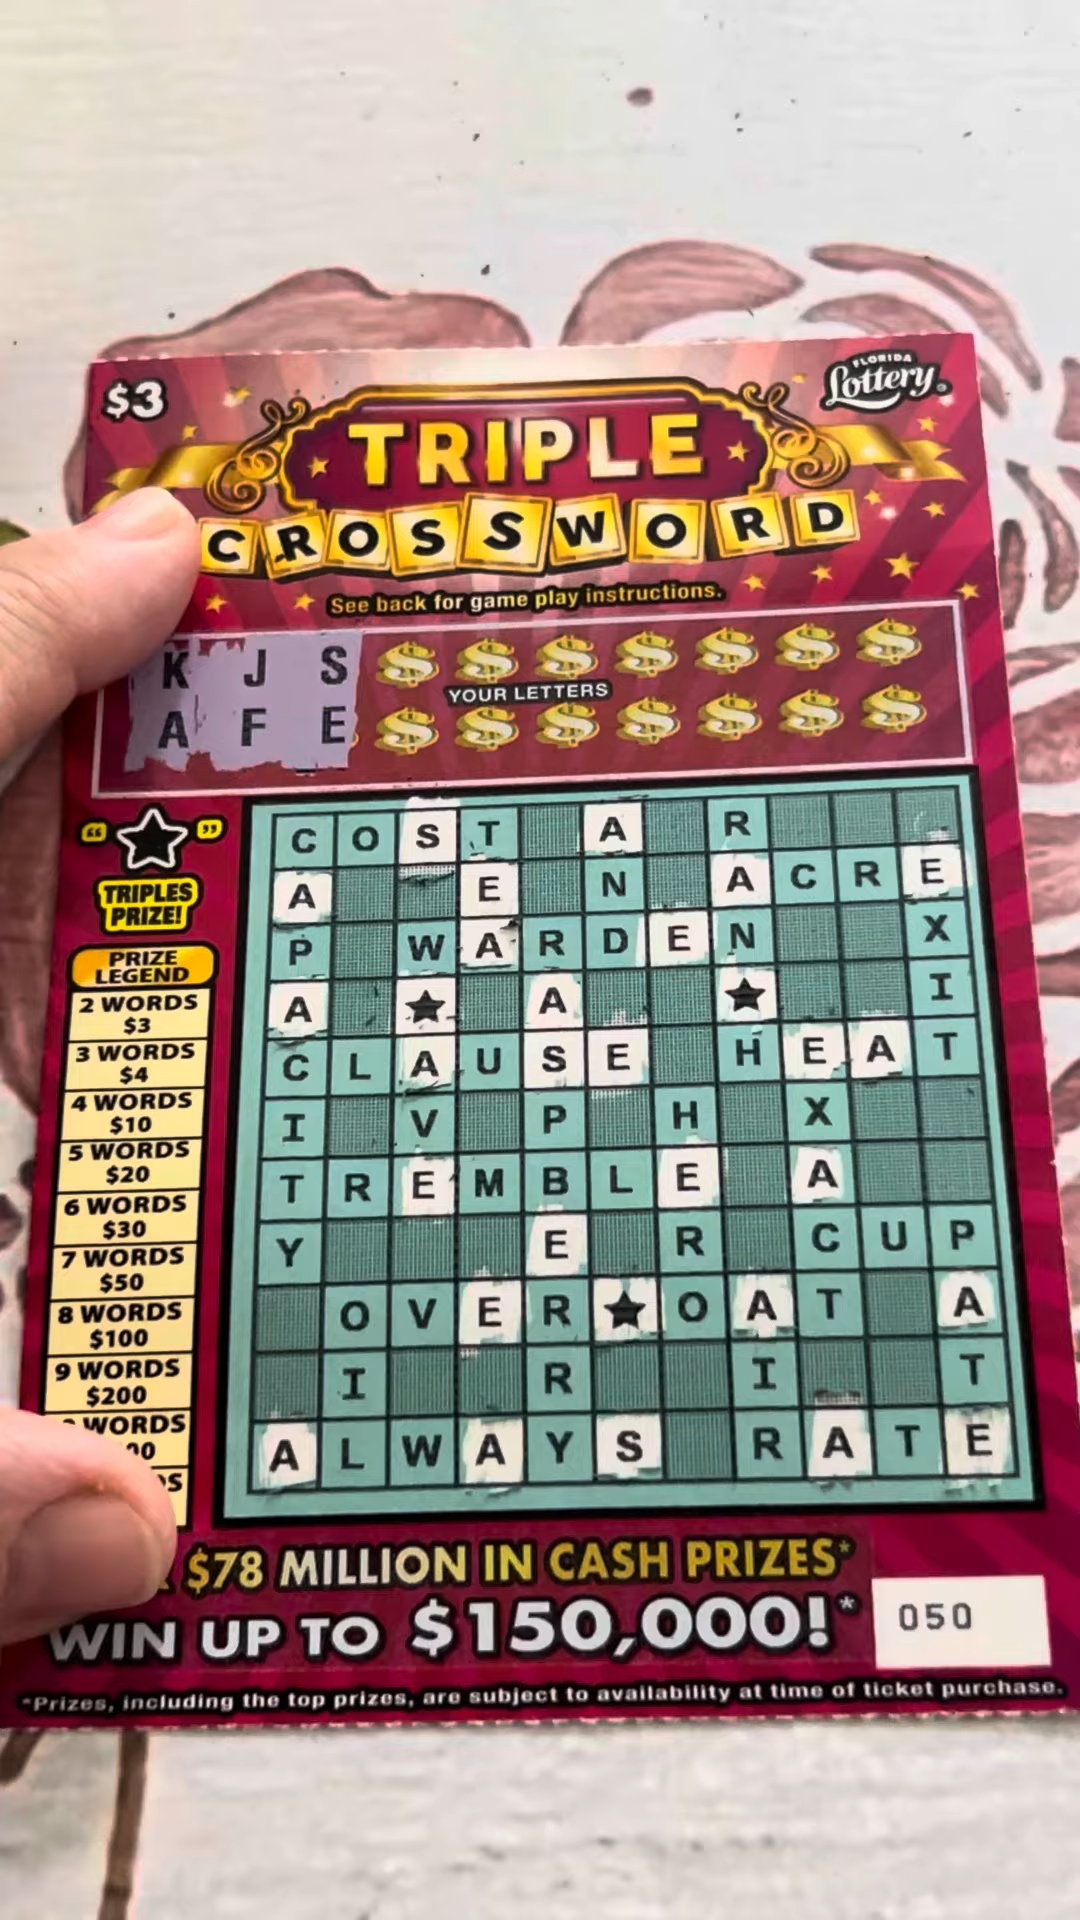 $3
FLORIDA
Lottery
TRIPLE
CROSSWORD
See back for game play instructions.
K J S
YOUR LETTERS
A F E
"★"
TRIPLES
PRIZE!
PRIZE
LEGEND
2 WORDS
$3
3 WORDS
$4
4 WORDS
$10
5 WORDS
$20
6 WORDS
$30
7 WORDS
$50
8 WORDS
$100
9 WORDS
$200
WORDS
C O S T A R
A E N A C R E
P W A R D E N X
A ★ A ★ I
C L A U S E H E A T
I V P H X
T R E M B L E A
Y E R C U P
O V E R ★ O A T A
I R I T
A L W A Y S R A T E
$78 MILLION IN CASH PRIZES*
WIN UP TO $150,000!*
050
*Prizes, including the top prizes, are subject to availability at time of ticket purchase.